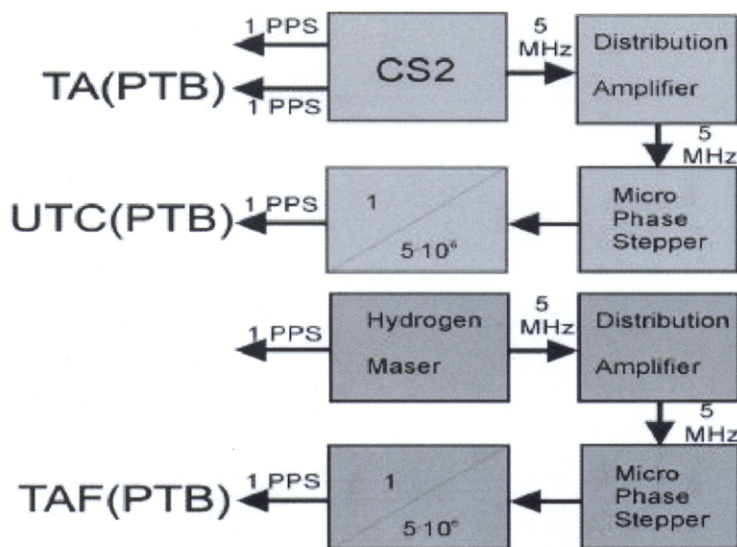 1 PPS
TA(PTB)
1 PPS
CS2
5
MHz
Distribution
Amplifier
5
MHz
UTC(PTB)
1 PPS
1
5·10⁶
Micro
Phase
Stepper
1 PPS
Hydrogen
Maser
5
MHz
Distribution
Amplifier
5
MHz
TAF(PTB)
1 PPS
1
5·10⁶
Micro
Phase
Stepper